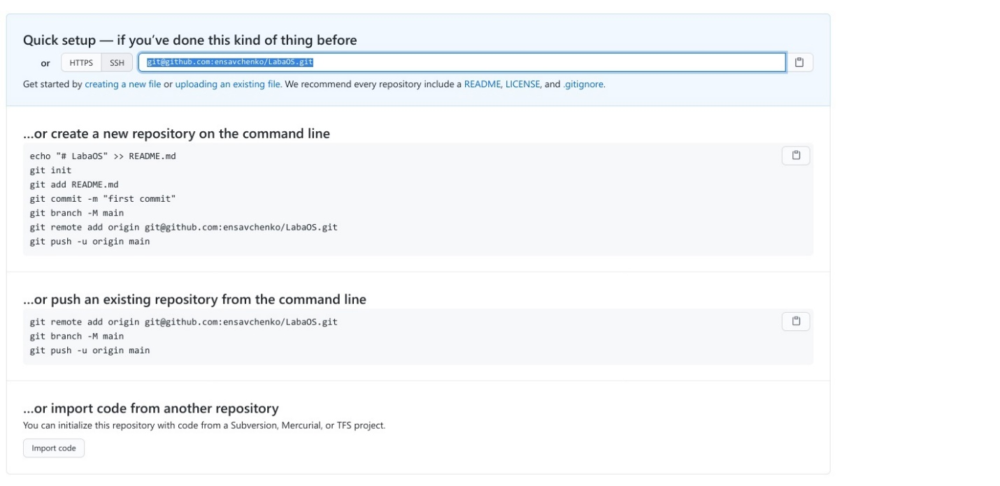 Quick setup — if you've done this kind of thing before
or HTTPS SSH git@github.com:ensavchenko/LabaOS.git
Get started by creating a new file or uploading an existing file. We recommend every repository include a README, LICENSE, and .gitignore.
...or create a new repository on the command line
echo "# LabaOS" >> README.md
git init
git add README.md
git commit -m "first commit"
git branch -M main
git remote add origin git@github.com:ensavchenko/LabaOS.git
git push -u origin main
...or push an existing repository from the command line
git remote add origin git@github.com:ensavchenko/LabaOS.git
git branch -M main
git push -u origin main
...or import code from another repository
You can initialize this repository with code from a Subversion, Mercurial, or TFS project.
Import code